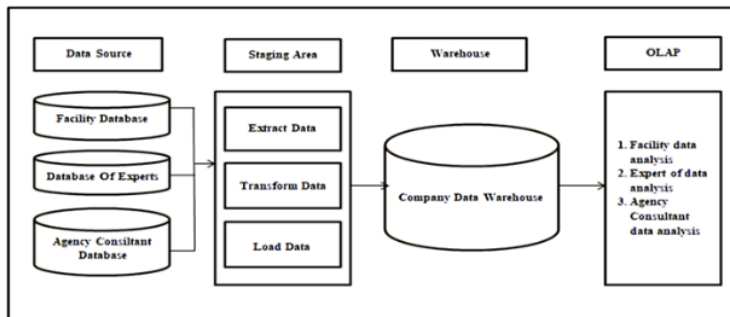 Data Source
Staging Area
Warehouse
OLAP
Facility Database
Database Of Experts
Agency Consiltant
Database
Extract Data
Transform Data
Load Data
Company Data Warehouse
1. Facility data
analysis
2. Expert of data
analysis
3. Agency
Consultant
data analysis